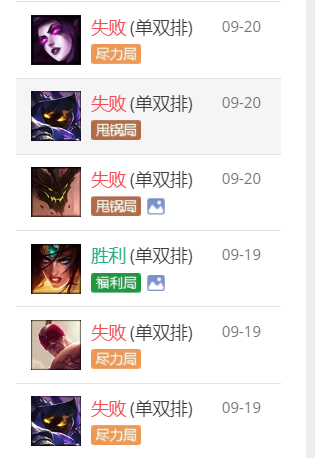 失败 (单双排) 09-20
尽力局
失败 (单双排) 09-20
甩锅局
失败 (单双排) 09-20
甩锅局
胜利 (单双排) 09-19
福利局
失败 (单双排) 09-19
尽力局
失败 (单双排) 09-19
尽力局